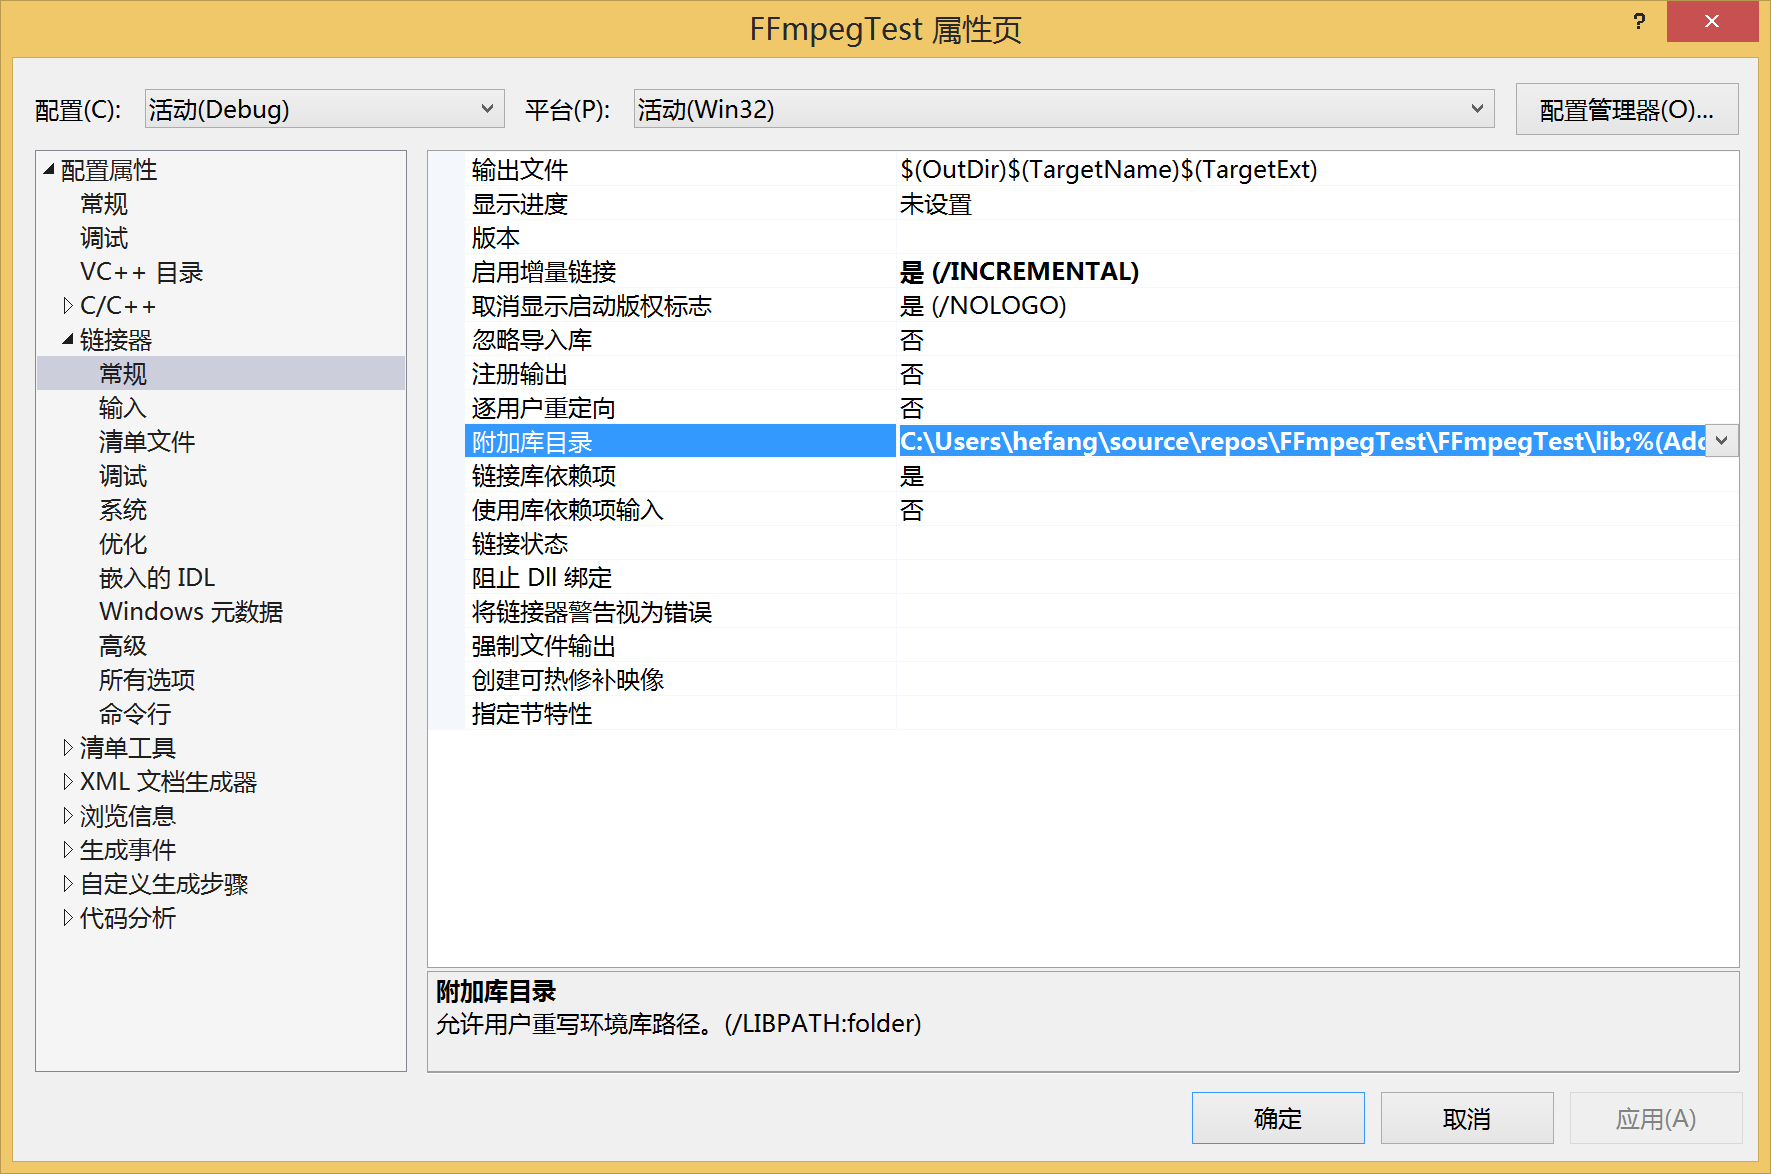 FFmpegTest 属性页
?
配置(C):
活动(Debug)
平台(P):
活动(Win32)
配置管理器(O)...
配置属性
常规
调试
VC++ 目录
C/C++
链接器
常规
输入
清单文件
调试
系统
优化
嵌入的 IDL
Windows 元数据
高级
所有选项
命令行
清单工具
XML 文档生成器
浏览信息
生成事件
自定义生成步骤
代码分析
输出文件 $(OutDir)$(TargetName)$(TargetExt)
显示进度 未设置
版本
启用增量链接 是 (/INCREMENTAL)
取消显示启动版权标志 是 (/NOLOGO)
忽略导入库 否
注册输出 否
逐用户重定向 否
附加库目录 C:\Users\hefang\source\repos\FFmpegTest\FFmpegTest\lib;%(Add
链接库依赖项 是
使用库依赖项输入 否
链接状态
阻止 Dll 绑定
将链接器警告视为错误
强制文件输出
创建可热修补映像
指定节特性
附加库目录
允许用户重写环境库路径。(/LIBPATH:folder)
确定
取消
应用(A)